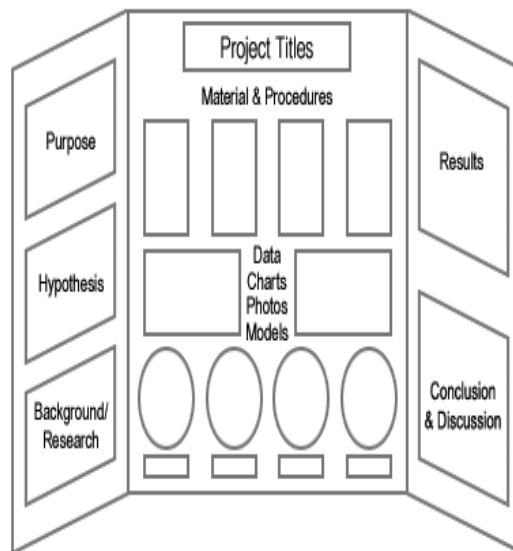 Project Titles
Material & Procedures
Purpose
Hypothesis
Background/
Research
Data
Charts
Photos
Models
Results
Conclusion
& Discussion